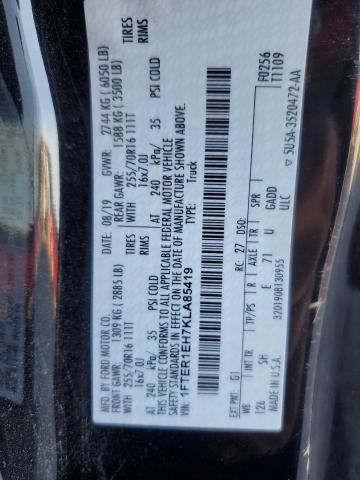 MFD. BY FORD MOTOR CO.
08/19 GVWR: 2744 KG ( 6050 LB)
FRONT GAWR: 1309 KG ( 2885 LB) REAR GAWR: 1588 KG ( 3500 LB)
WITH 255/70R16 111T TIRES WITH 255/70R16 111T TIRES
16x7.0J RIMS 16x7.0J RIMS
AT 240 kPa/ 35 PSI COLD AT 240 kPa/ 35 PSI COLD
THIS VEHICLE CONFORMS TO ALL APPLICABLE FEDERAL MOTOR VEHICLE
SAFETY STANDARDS IN EFFECT ON THE DATE OF MANUFACTURE SHOWN ABOVE.
VIN: 1FTER1EH7KLA85419
Truck
F0256
T1109
EXT PNT: G1 RC: 27 DSO:
WB INT TR TP/PS R AXLE TR SPR
126 SH E 71 U GADD
ULC
MADE IN U.S.A. 3201908130955
▽ 5U5A-3520472-AA